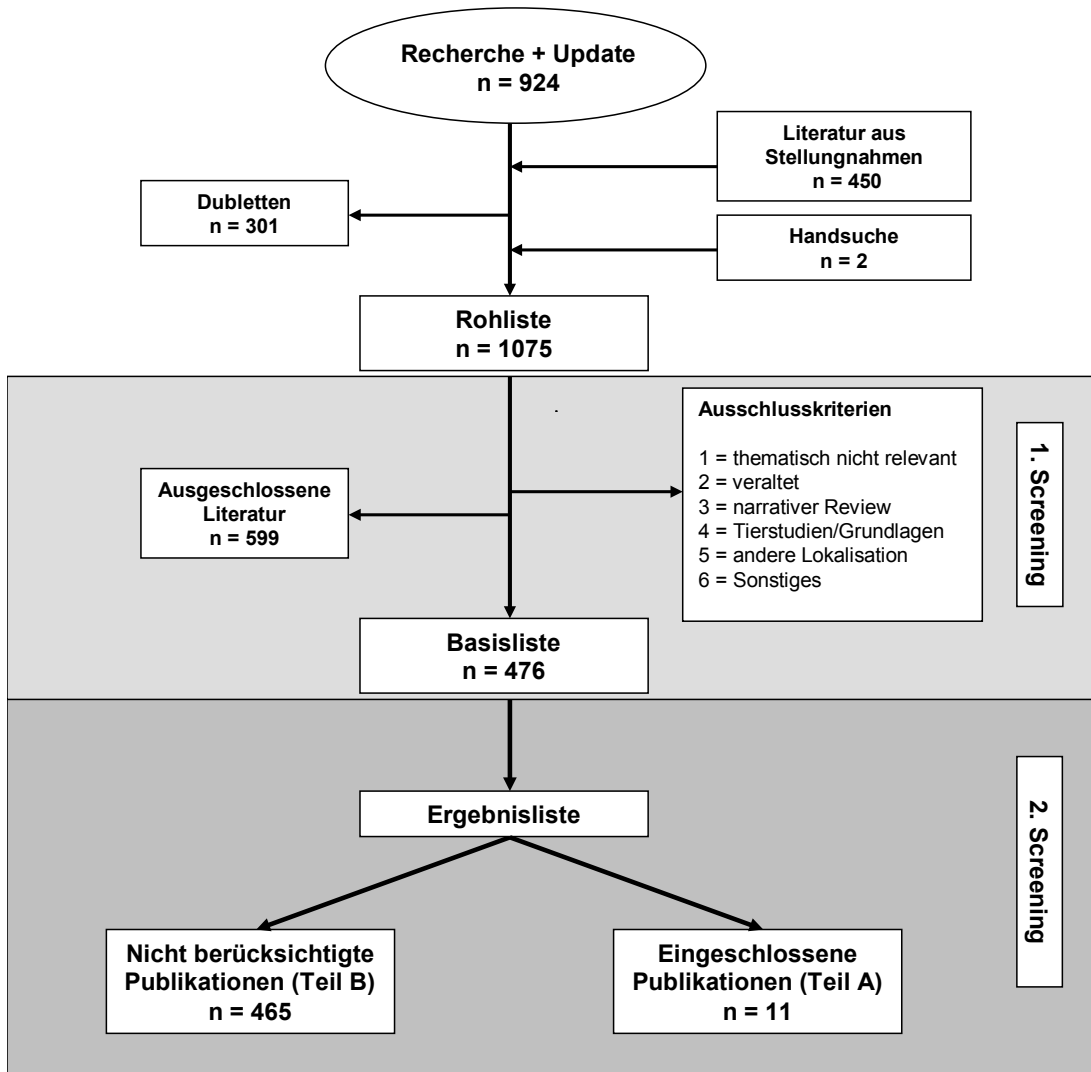 Recherche + Update
n = 924
Literatur aus
Stellungnahmen
n = 450
Dubletten
n = 301
Handsuche
n = 2
Rohliste
n = 1075
Ausschlusskriterien
1 = thematisch nicht relevant
2 = veraltet
3 = narrativer Review
4 = Tierstudien/Grundlagen
5 = andere Lokalisation
6 = Sonstiges
1. Screening
Ausgeschlossene
Literatur
n = 599
Basisliste
n = 476
Ergebnisliste
2. Screening
Nicht berücksichtigte
Publikationen (Teil B)
n = 465
Eingeschlossene
Publikationen (Teil A)
n = 11